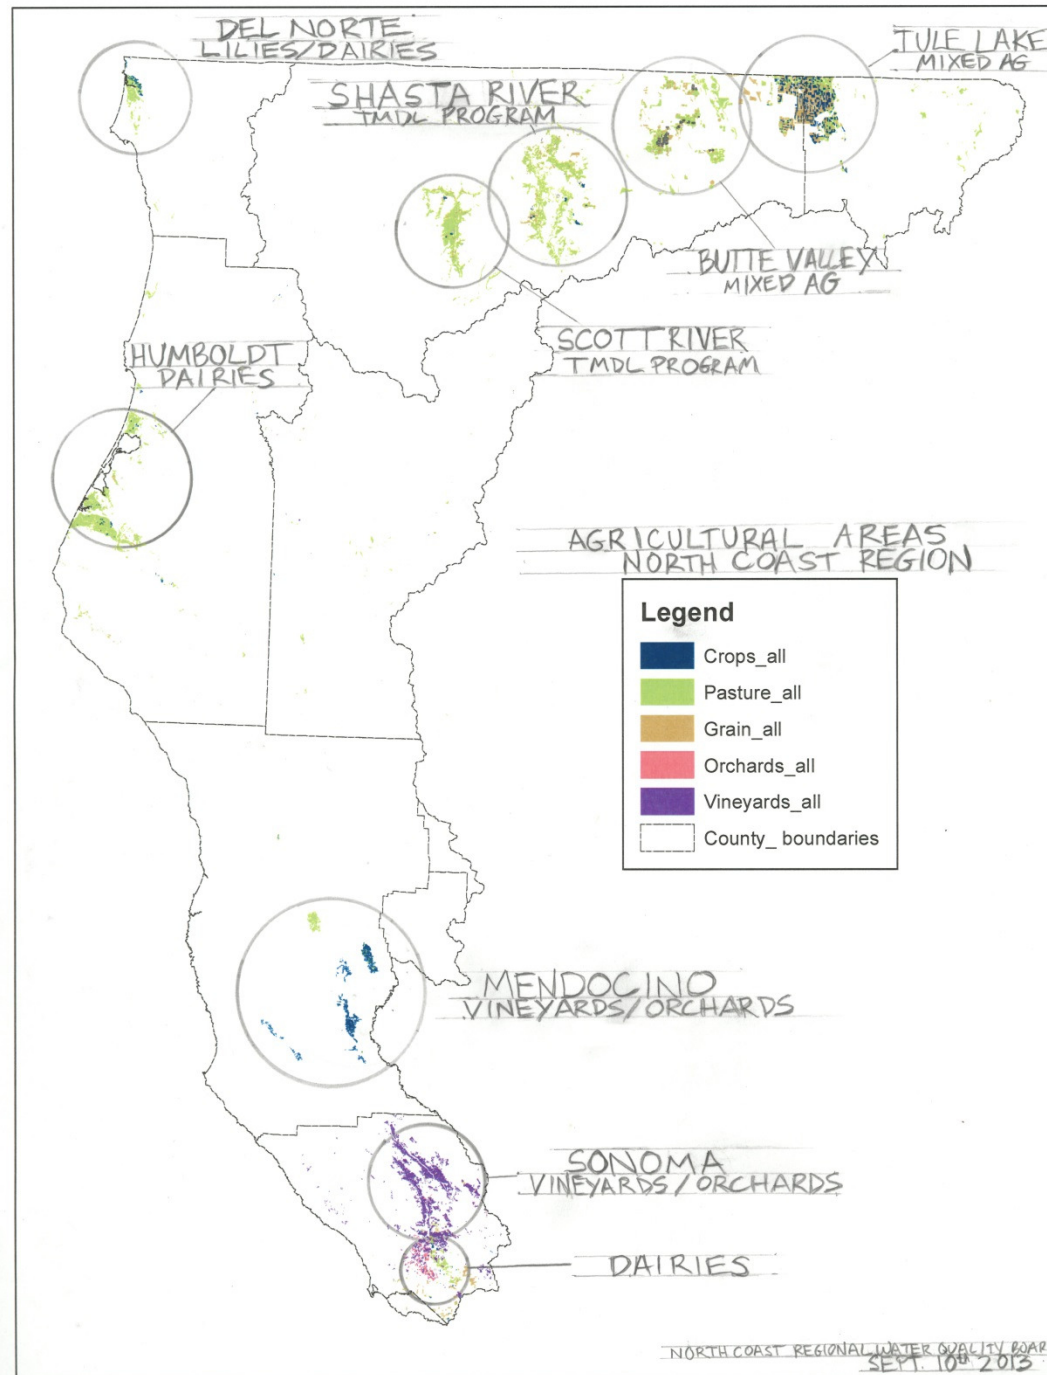 DEL NORTE
LILIES/DAIRIES
TULE LAKE
MIXED AG
SHASTA RIVER
TMDL PROGRAM
BUTTE VALLEY
MIXED AG
SCOTT RIVER
TMDL PROGRAM
HUMBOLDT
DAIRIES
AGRICULTURAL AREAS
NORTH COAST REGION
Legend
Crops_all
Pasture_all
Grain_all
Orchards_all
Vineyards_all
County_ boundaries
MENDOCINO
VINEYARDS/ORCHARDS
SONOMA
VINEYARDS/ORCHARDS
DAIRIES
NORTH COAST REGIONAL WATER QUALITY BOAR
SEPT. 10th 2013